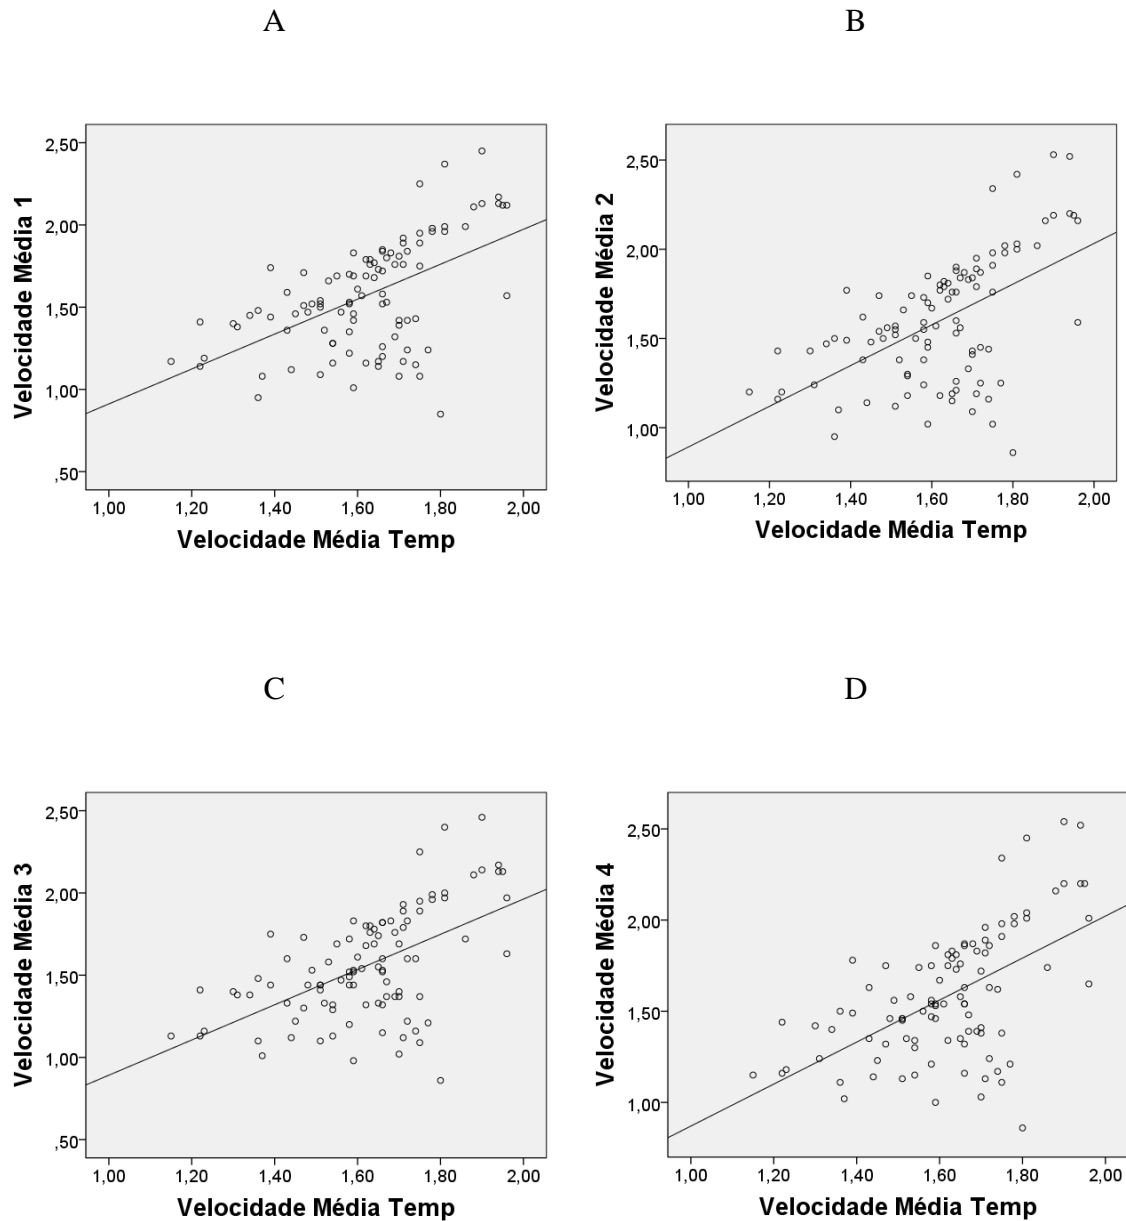 A
B
2,50
2,00
1,50
1,00
,50
Velocidade Média 1
1,00 1,20 1,40 1,60 1,80 2,00
Velocidade Média Temp
2,50
2,00
1,50
1,00
Velocidade Média 2
1,00 1,20 1,40 1,60 1,80 2,00
Velocidade Média Temp
C
D
2,50
2,00
1,50
1,00
,50
Velocidade Média 3
1,00 1,20 1,40 1,60 1,80 2,00
Velocidade Média Temp
2,50
2,00
1,50
1,00
Velocidade Média 4
1,00 1,20 1,40 1,60 1,80 2,00
Velocidade Média Temp